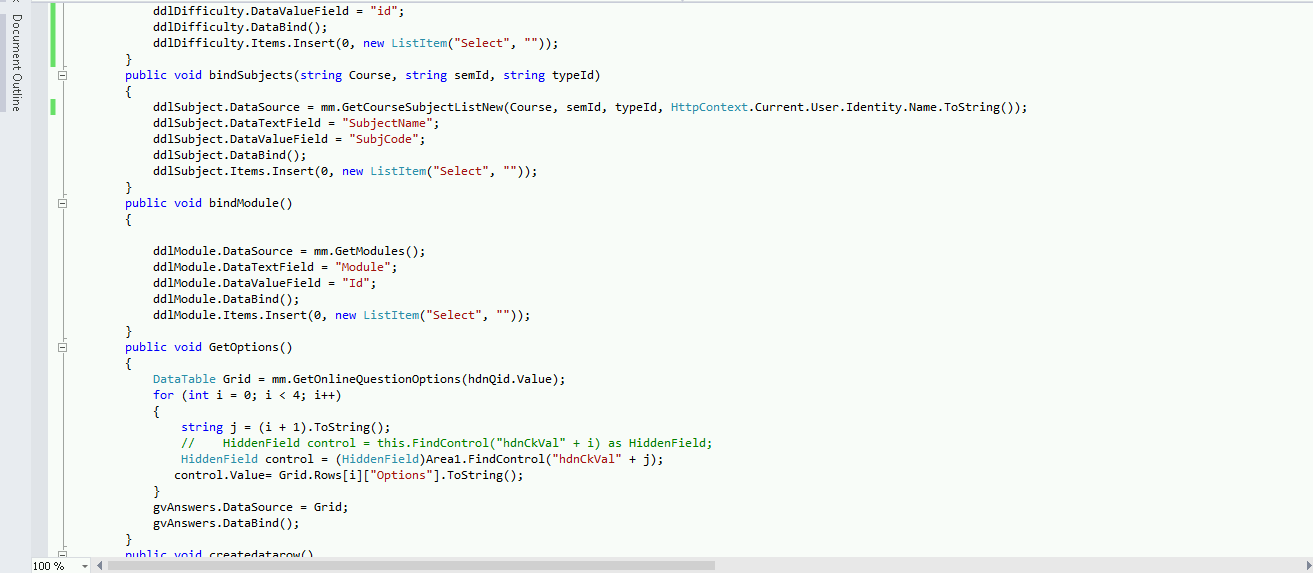 Document Outline
ddlDifficulty.DataValueField = "id";
ddlDifficulty.DataBind();
ddlDifficulty.Items.Insert(0, new ListItem("Select", ""));
}
public void bindSubjects(string Course, string semId, string typeId)
{
ddlSubject.DataSource = mm.GetCourseSubjectListNew(Course, semId, typeId, HttpContext.Current.User.Identity.Name.ToString());
ddlSubject.DataTextField = "SubjectName";
ddlSubject.DataValueField = "SubjCode";
ddlSubject.DataBind();
ddlSubject.Items.Insert(0, new ListItem("Select", ""));
}
public void bindModule()
{
ddlModule.DataSource = mm.GetModules();
ddlModule.DataTextField = "Module";
ddlModule.DataValueField = "Id";
ddlModule.DataBind();
ddlModule.Items.Insert(0, new ListItem("Select", ""));
}
public void GetOptions()
{
DataTable Grid = mm.GetOnlineQuestionOptions(hdnQid.Value);
for (int i = 0; i < 4; i++)
{
string j = (i + 1).ToString();
//    HiddenField control = this.FindControl("hdnCkVal" + i) as HiddenField;
HiddenField control = (HiddenField)Area1.FindControl("hdnCkVal" + j);
control.Value= Grid.Rows[i]["Options"].ToString();
}
gvAnswers.DataSource = Grid;
gvAnswers.DataBind();
}
public void createdatarow()
100 %